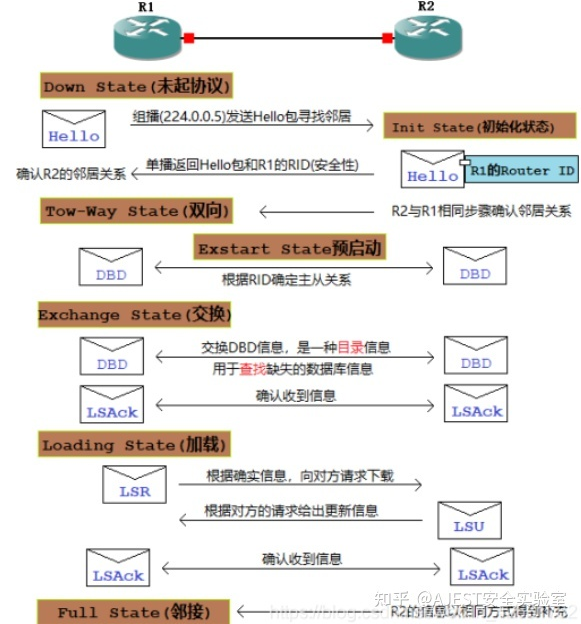 R1
R2
Down State(未起协议)
组播(224.0.0.5)发送Hello包寻找邻居
Hello
Init State(初始化状态)
单播返回Hello包和R1的RID(安全性)
确认R2的邻居关系
Hello
R1的Router ID
Tow-Way State(双向)
R2与R1相同步骤确认邻居关系
Exstart State预启动
DBD
DBD
根据RID确定主从关系
Exchange State(交换)
交换DBD信息，是一种目录信息
DBD
DBD
用于查找缺失的数据库信息
确认收到信息
LSAck
LSAck
Loading State(加载)
根据确实信息，向对方请求下载
LSR
根据对方的请求给出更新信息
LSU
确认收到信息
LSAck
LSAck
知乎 @AJEST安全实验室
Full State(邻接)
R2的信息以相同方式得到补充